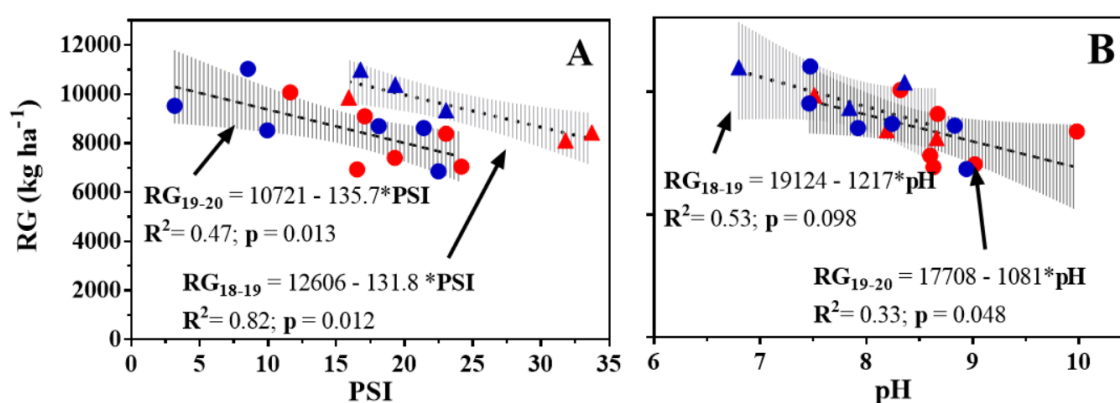 A
B
12000
10000
8000
6000
4000
2000
0
RG (kg ha⁻¹)
RG19-20 = 10721 - 135.7*PSI
R²= 0.47; p = 0.013
RG18-19 = 12606 -131.8 *PSI
R²= 0.82; p = 0.012
0 5 10 15 20 25 30 35
PSI
RG18-19 = 19124 -1217*pH
R²= 0.53; p = 0.098
RG19-20 = 17708 - 1081*pH
R²= 0.33; p = 0.048
6 7 8 9 10
pH